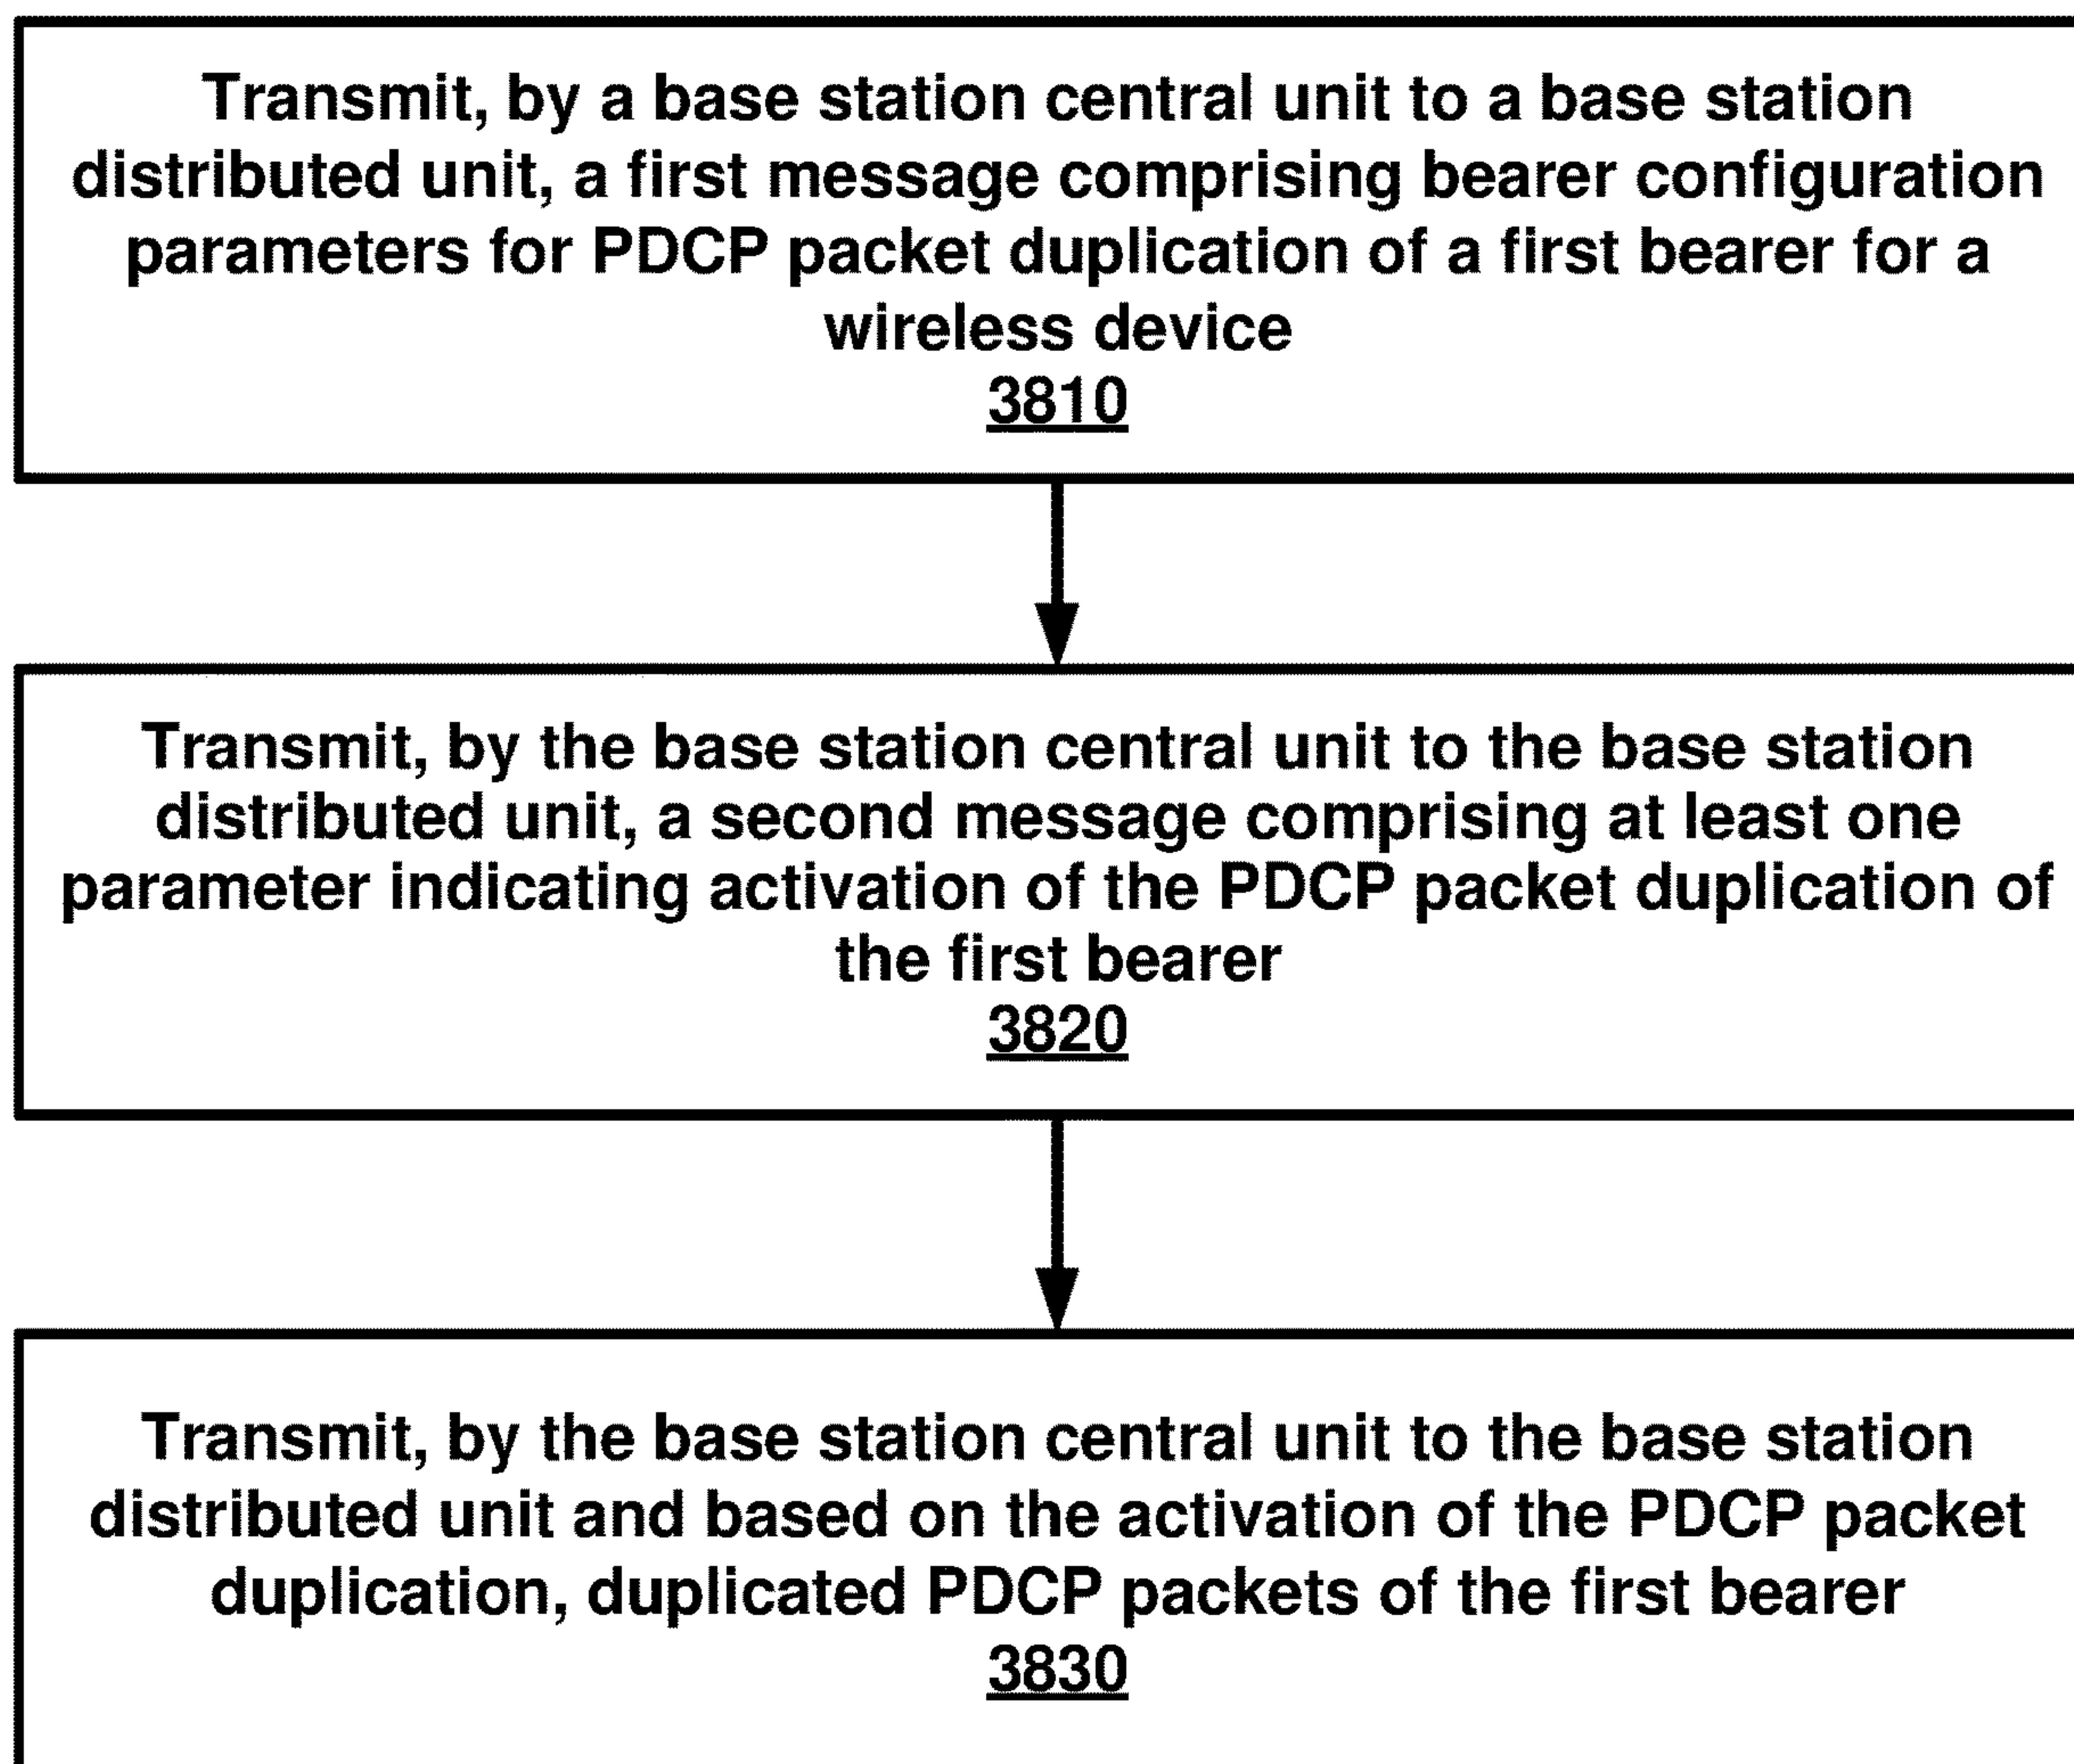 Transmit, by a base station central unit to a base station
distributed unit, a first message comprising bearer configuration
parameters for PDCP packet duplication of a first bearer for a
wireless device
3810
Transmit, by the base station central unit to the base station
distributed unit, a second message comprising at least one
parameter indicating activation of the PDCP packet duplication of
the first bearer
3820
Transmit, by the base station central unit to the base station
distributed unit and based on the activation of the PDCP packet
duplication, duplicated PDCP packets of the first bearer
3830